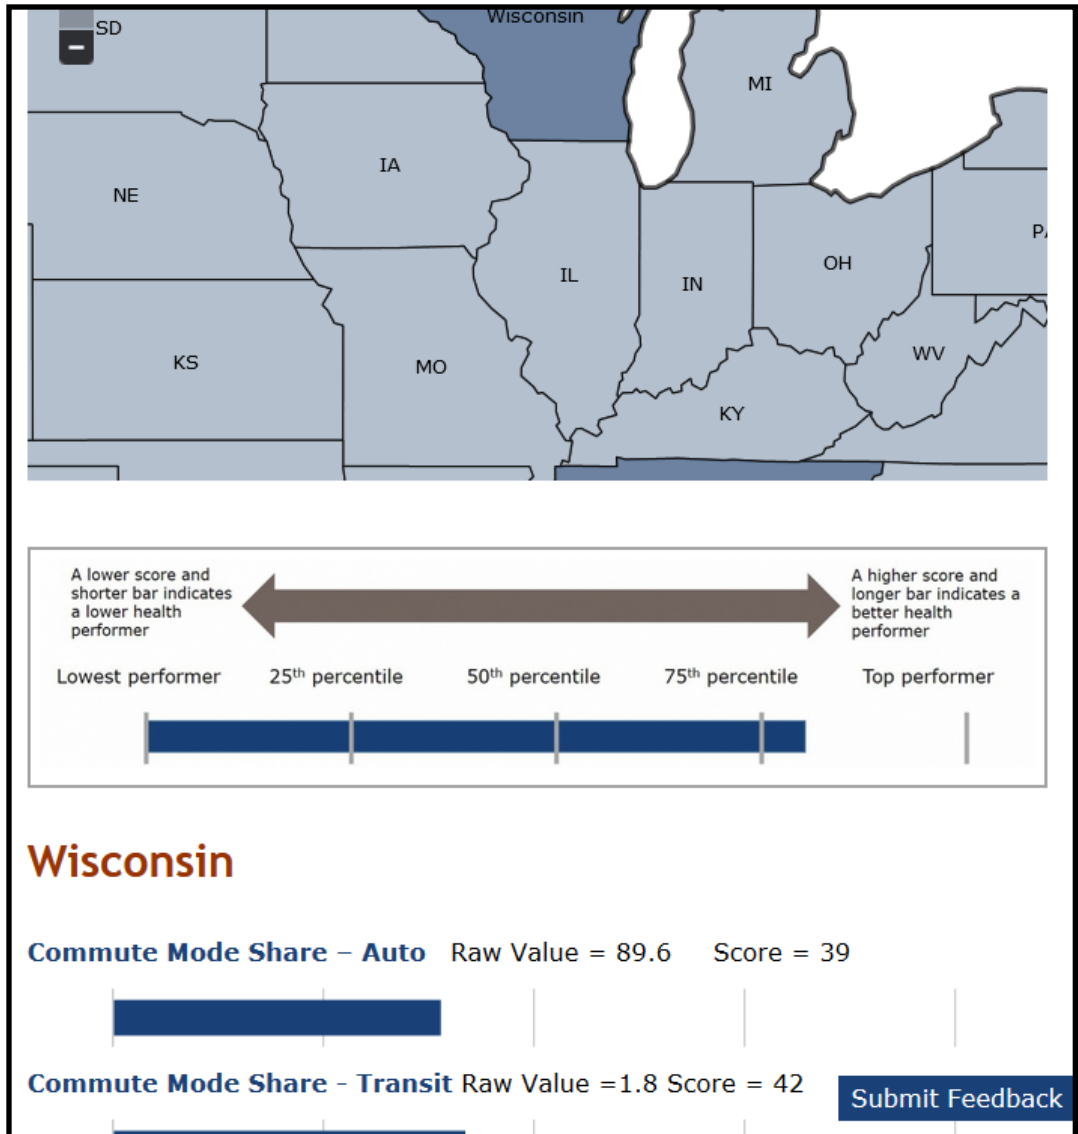 SD
Wisconsin
MI
IA
NE
PA
IL
IN
OH
KS
MO
WV
KY
A lower score and
shorter bar indicates
a lower health
performer
A higher score and
longer bar indicates a
better health
performer
Lowest performer 25th percentile 50th percentile 75th percentile Top performer
Wisconsin
Commute Mode Share – Auto Raw Value = 89.6 Score = 39
Commute Mode Share - Transit Raw Value =1.8 Score = 42
Submit Feedback